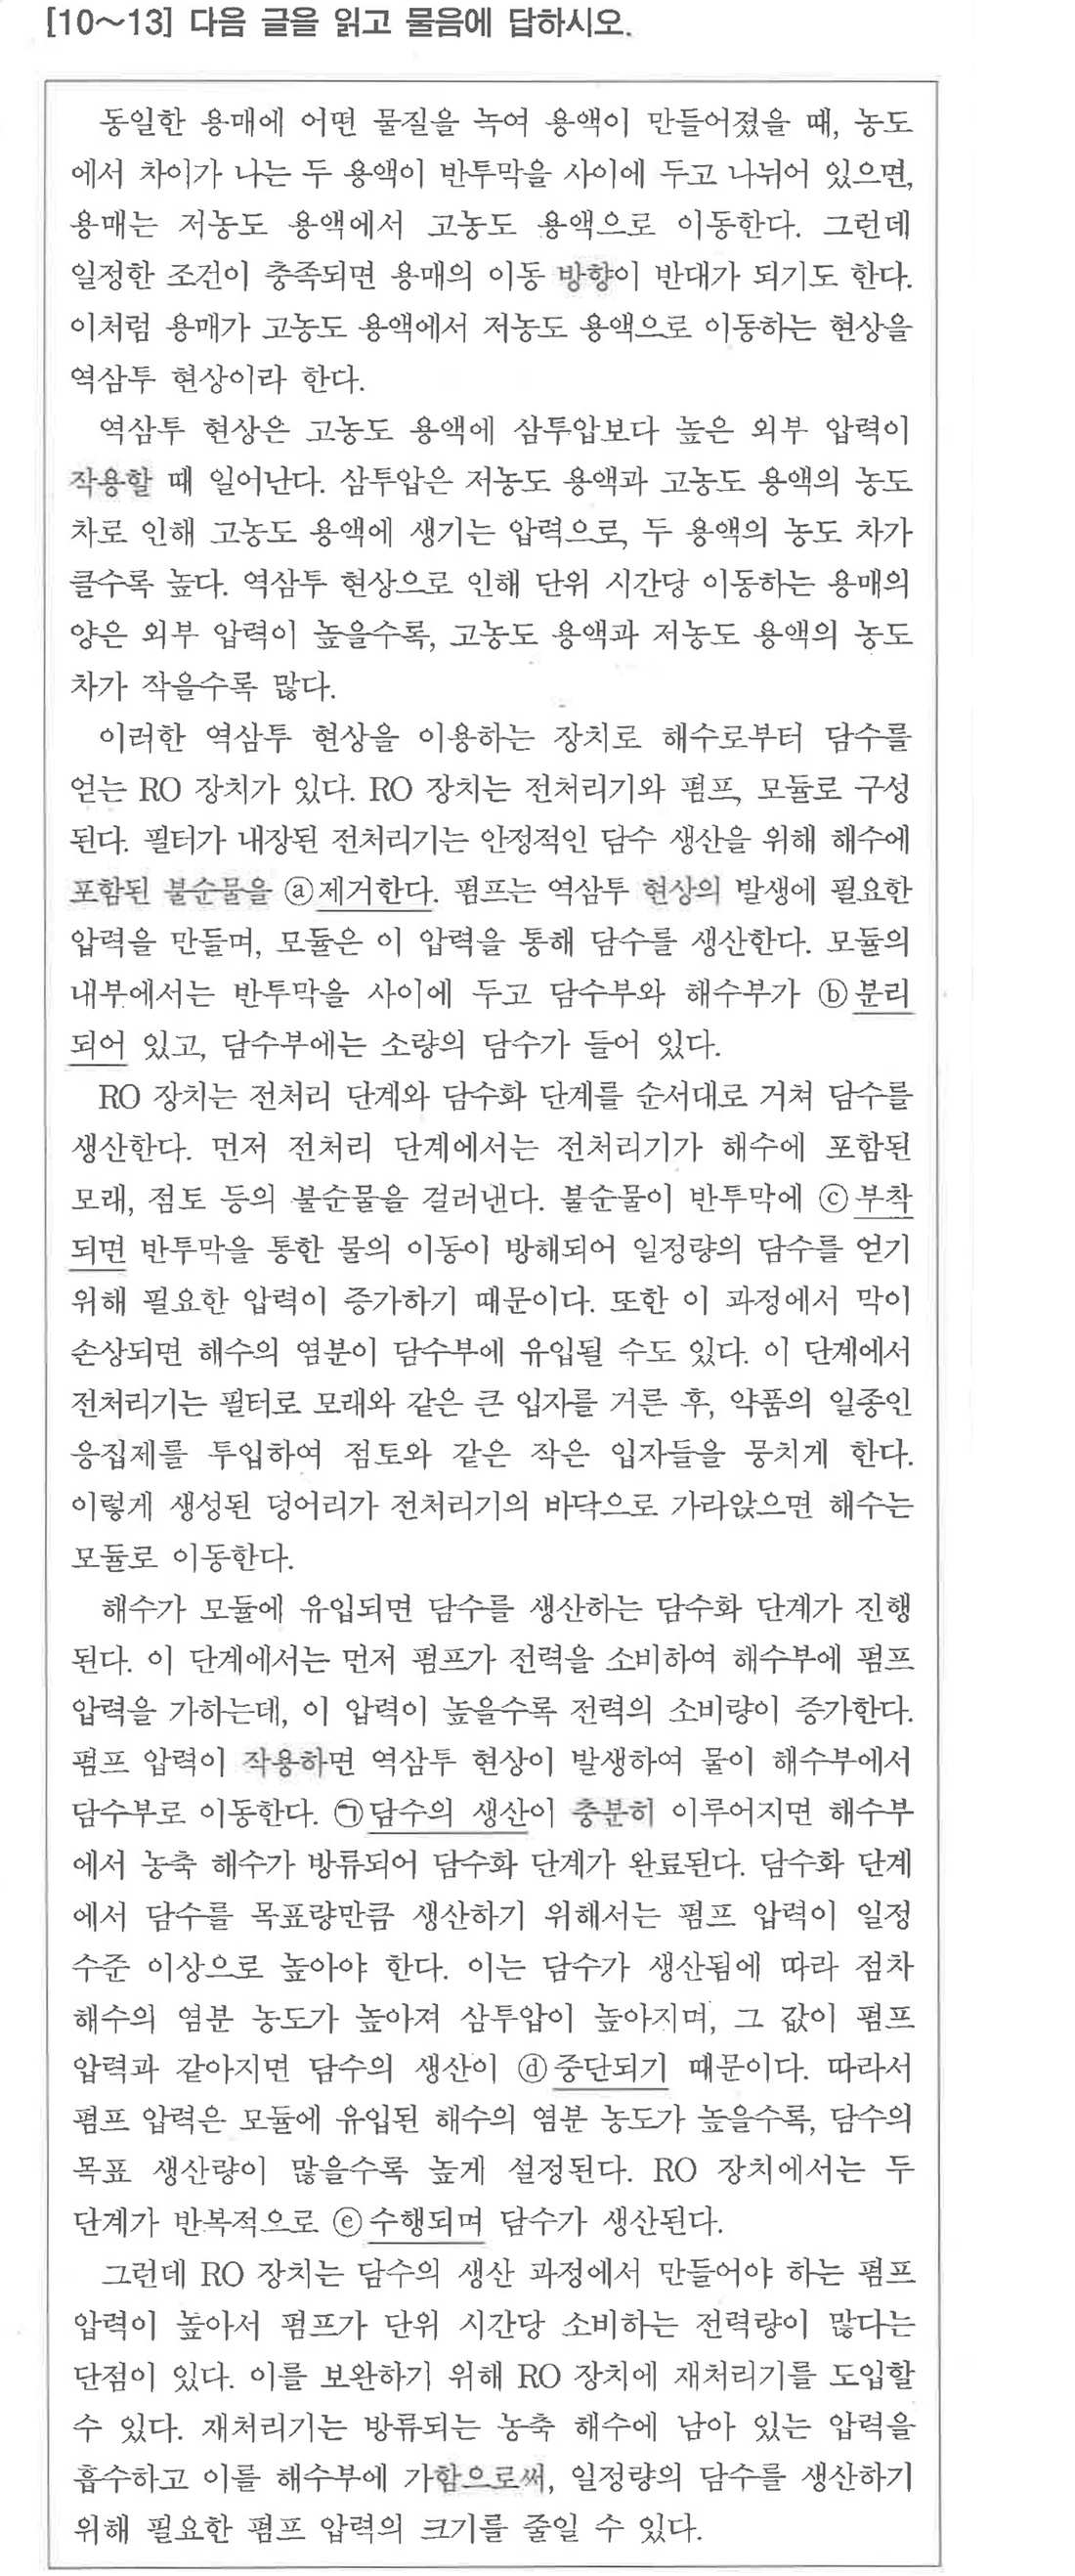 [10～13] 다음 글을 읽고 물음에 답하시오.
동일한 용매에 어떤 물질을 녹여 용액이 만들어졌을 때, 농도
에서 차이가 나는 두 용액이 반투막을 사이에 두고 나뉘어 있으면,
용매는 저농도 용액에서 고농도 용액으로 이동한다. 그런데
일정한 조건이 충족되면 용매의 이동 방향이 반대가 되기도 한다.
이처럼 용매가 고농도 용액에서 저농도 용액으로 이동하는 현상을
역삼투 현상이라 한다.
역삼투 현상은 고농도 용액에 삼투압보다 높은 외부 압력이
작용할 때 일어난다. 삼투압은 저농도 용액과 고농도 용액의 농도
차로 인해 고농도 용액에 생기는 압력으로, 두 용액의 농도 차가
클수록 높다. 역삼투 현상으로 인해 단위 시간당 이동하는 용매의
양은 외부 압력이 높을수록, 고농도 용액과 저농도 용액의 농도
차가 작을수록 많다.
이러한 역삼투 현상을 이용하는 장치로 해수로부터 담수를
얻는 RO 장치가 있다. RO 장치는 전처리기와 펌프, 모듈로 구성
된다. 필터가 내장된 전처리기는 안정적인 담수 생산을 위해 해수에
포함된 불순물을 ⓐ제거한다. 펌프는 역삼투 현상의 발생에 필요한
압력을 만들며, 모듈은 이 압력을 통해 담수를 생산한다. 모듈의
내부에서는 반투막을 사이에 두고 담수부와 해수부가 ⓑ분리
되어 있고, 담수부에는 소량의 담수가 들어 있다.
RO 장치는 전처리 단계와 담수화 단계를 순서대로 거쳐 담수를
생산한다. 먼저 전처리 단계에서는 전처리기가 해수에 포함된
모래, 점토 등의 불순물을 걸러낸다. 불순물이 반투막에 ⓒ부착
되면 반투막을 통한 물의 이동이 방해되어 일정량의 담수를 얻기
위해 필요한 압력이 증가하기 때문이다. 또한 이 과정에서 막이
손상되면 해수의 염분이 담수부에 유입될 수도 있다. 이 단계에서
전처리기는 필터로 모래와 같은 큰 입자를 거른 후, 약품의 일종인
응집제를 투입하여 점토와 같은 작은 입자들을 뭉치게 한다.
이렇게 생성된 덩어리가 전처리기의 바닥으로 가라앉으면 해수는
모듈로 이동한다.
해수가 모듈에 유입되면 담수를 생산하는 담수화 단계가 진행
된다. 이 단계에서는 먼저 펌프가 전력을 소비하여 해수부에 펌프
압력을 가하는데, 이 압력이 높을수록 전력의 소비량이 증가한다.
펌프 압력이 작용하면 역삼투 현상이 발생하여 물이 해수부에서
담수부로 이동한다. ㉠담수의 생산이 충분히 이루어지면 해수부
에서 농축 해수가 방류되어 담수화 단계가 완료된다. 담수화 단계
에서 담수를 목표량만큼 생산하기 위해서는 펌프 압력이 일정
수준 이상으로 높아야 한다. 이는 담수가 생산됨에 따라 점차
해수의 염분 농도가 높아져 삼투압이 높아지며, 그 값이 펌프
압력과 같아지면 담수의 생산이 ⓓ중단되기 때문이다. 따라서
펌프 압력은 모듈에 유입된 해수의 염분 농도가 높을수록, 담수의
목표 생산량이 많을수록 높게 설정된다. RO 장치에서는 두
단계가 반복적으로 ⓔ수행되며 담수가 생산된다.
그런데 RO 장치는 담수의 생산 과정에서 만들어야 하는 펌프
압력이 높아서 펌프가 단위 시간당 소비하는 전력량이 많다는
단점이 있다. 이를 보완하기 위해 RO 장치에 재처리기를 도입할
수 있다. 재처리기는 방류되는 농축 해수에 남아 있는 압력을
흡수하고 이를 해수부에 가함으로써, 일정량의 담수를 생산하기
위해 필요한 펌프 압력의 크기를 줄일 수 있다.